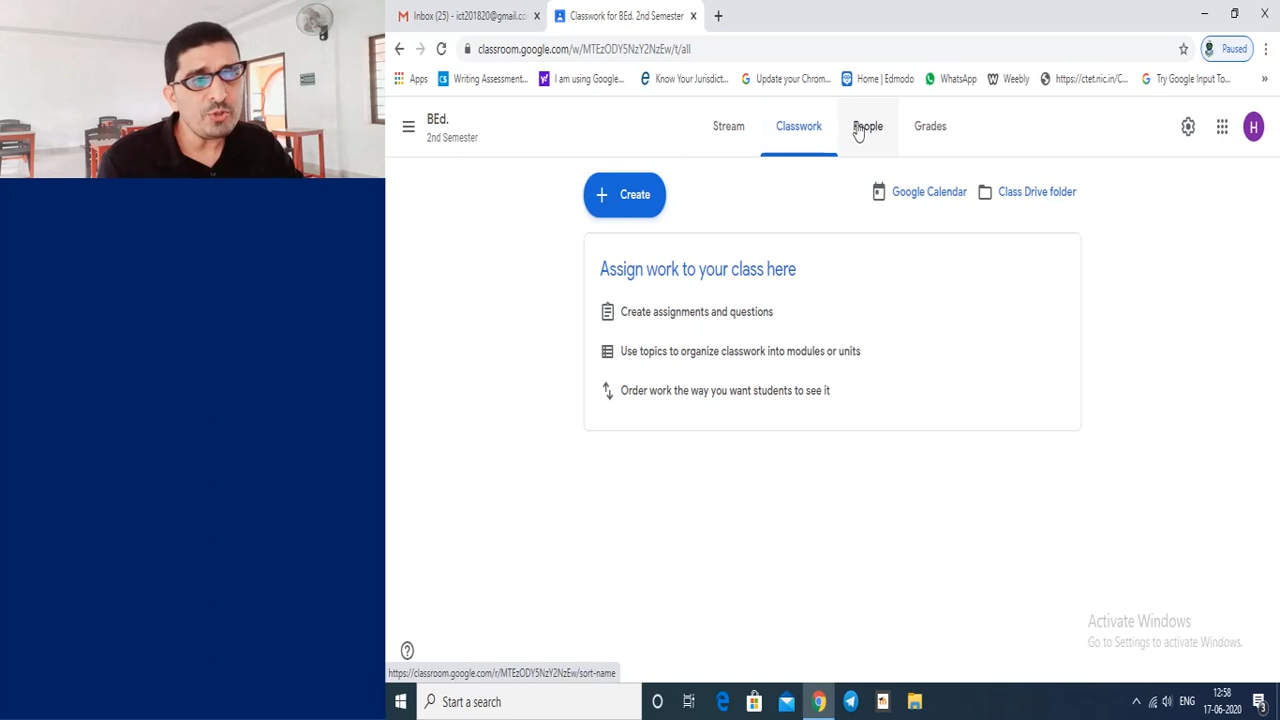 Inbox (25) - ict201820@gmail.co
Classwork for BEd. 2nd Semester
classroom.google.com/w/MTEzODY5NzY2NzEw/t/all
Paused
Apps
Writing Assessment...
I am using Google...
Know Your Jurisdict...
Update your Chrom...
Home | Edmodo
WhatsApp
Weebly
https://ctet.nic.in/C...
Try Google Input To...
BEd.
2nd Semester
Stream
Classwork
People
Grades
H
Create
Google Calendar
Class Drive folder
Assign work to your class here
Create assignments and questions
Use topics to organize classwork into modules or units
Order work the way you want students to see it
Activate Windows
Go to Settings to activate Windows.
https://classroom.google.com/r/MTEzODY5NzY2NzEw/sort-name
Start a search
ENG
12:58
17-06-2020